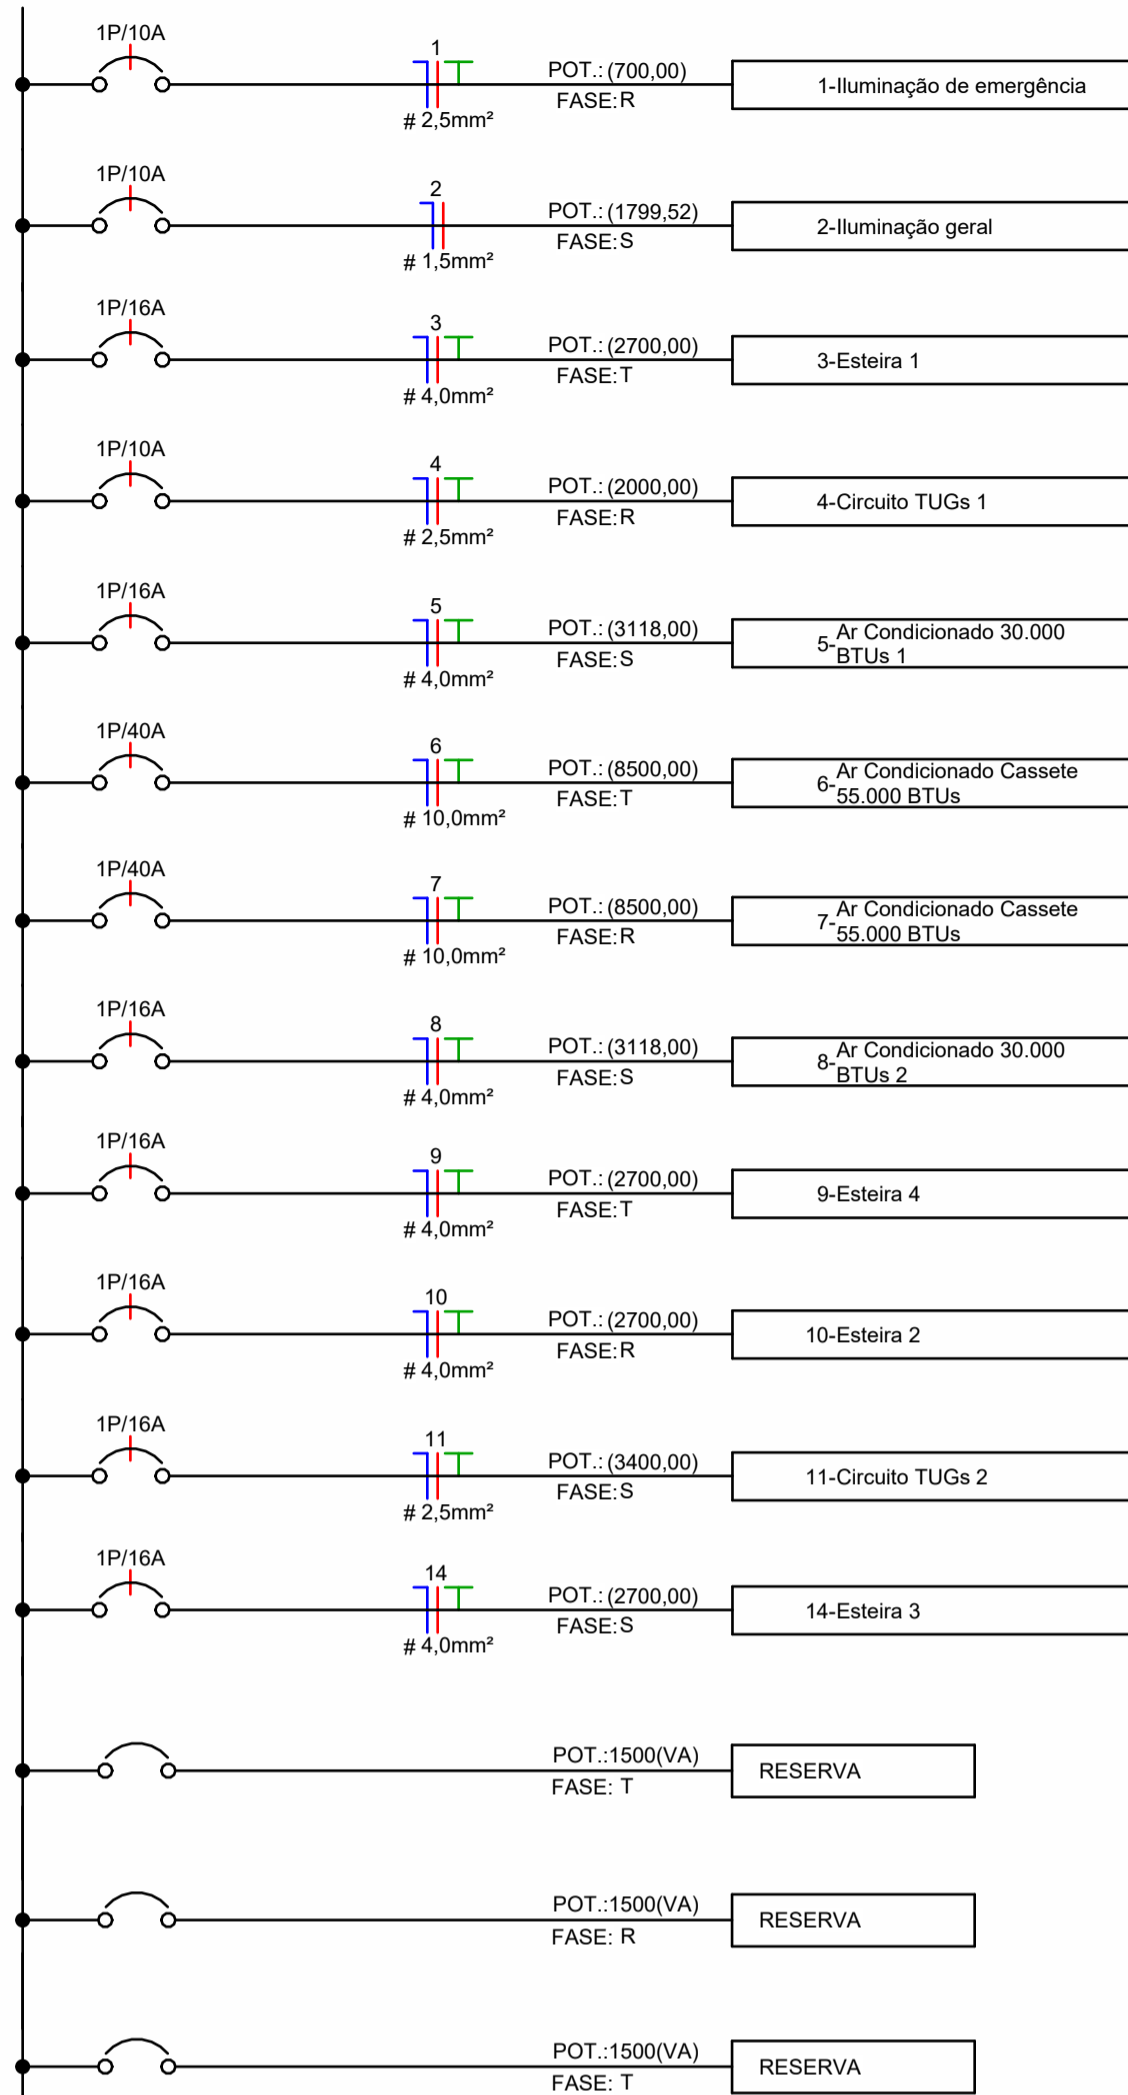 1P/10A
1
POT.: (700,00)
FASE: R
# 2,5mm²
1-Iluminação de emergência
1P/10A
2
POT.: (1799,52)
FASE: S
# 1,5mm²
2-Iluminação geral
1P/16A
3
POT.: (2700,00)
FASE: T
# 4,0mm²
3-Esteira 1
1P/10A
4
POT.: (2000,00)
FASE: R
# 2,5mm²
4-Circuito TUGs 1
1P/16A
5
POT.: (3118,00)
FASE: S
# 4,0mm²
5-Ar Condicionado 30.000
BTUs 1
1P/40A
6
POT.: (8500,00)
FASE: T
# 10,0mm²
6-Ar Condicionado Cassete
55.000 BTUs
1P/40A
7
POT.: (8500,00)
FASE: R
# 10,0mm²
7-Ar Condicionado Cassete
55.000 BTUs
1P/16A
8
POT.: (3118,00)
FASE: S
# 4,0mm²
8-Ar Condicionado 30.000
BTUs 2
1P/16A
9
POT.: (2700,00)
FASE: T
# 4,0mm²
9-Esteira 4
1P/16A
10
POT.: (2700,00)
FASE: R
# 4,0mm²
10-Esteira 2
1P/16A
11
POT.: (3400,00)
FASE: S
# 2,5mm²
11-Circuito TUGs 2
1P/16A
14
POT.: (2700,00)
FASE: S
# 4,0mm²
14-Esteira 3
POT.:1500(VA)
FASE: T
RESERVA
POT.:1500(VA)
FASE: R
RESERVA
POT.:1500(VA)
FASE: T
RESERVA